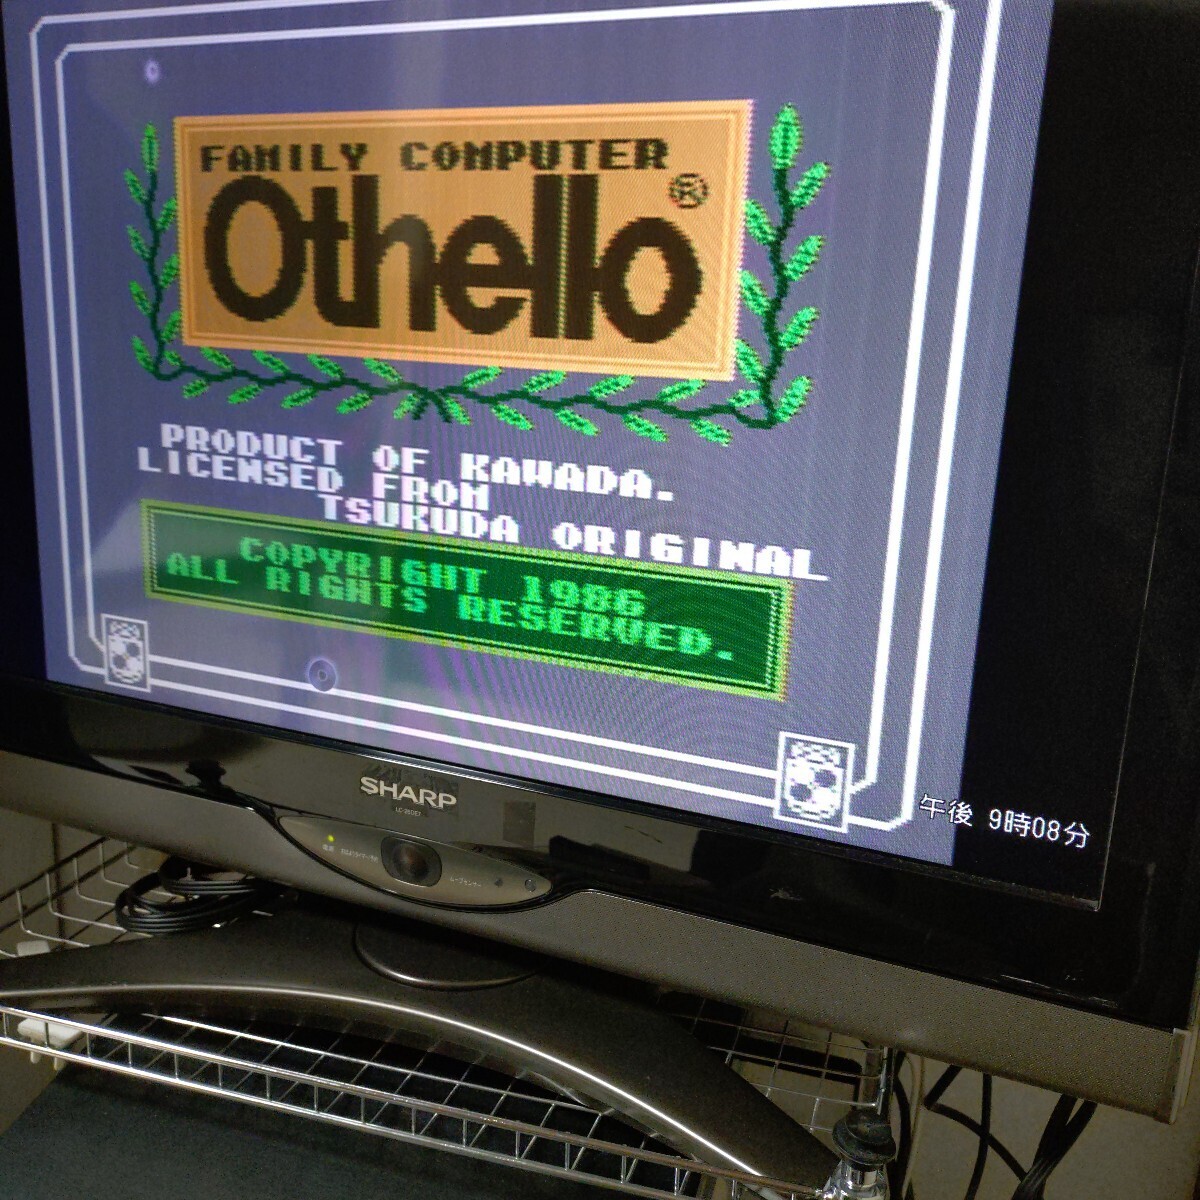 FAMILY COMPUTER
Othello®
PRODUCT OF KAWADA.
LICENSED FROM
TSUKUDA ORIGINAL
COPYRIGHT 1986
ALL RIGHTS RESERVED.
午後 9時08分
SHARP